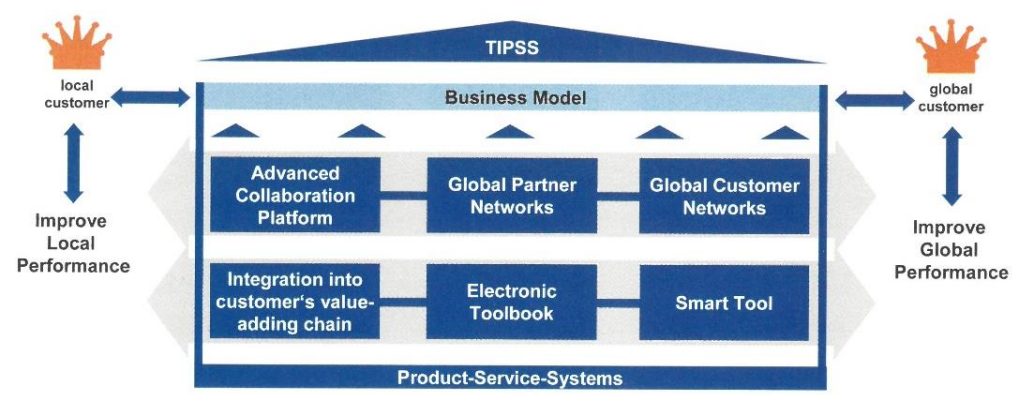 TIPSS
local
customer
global
customer
Business Model
Advanced
Collaboration
Platform
Global Partner
Networks
Global Customer
Networks
Improve
Local
Performance
Improve
Global
Performance
Integration into
customer‘s value-
adding chain
Electronic
Toolbook
Smart Tool
Product-Service-Systems